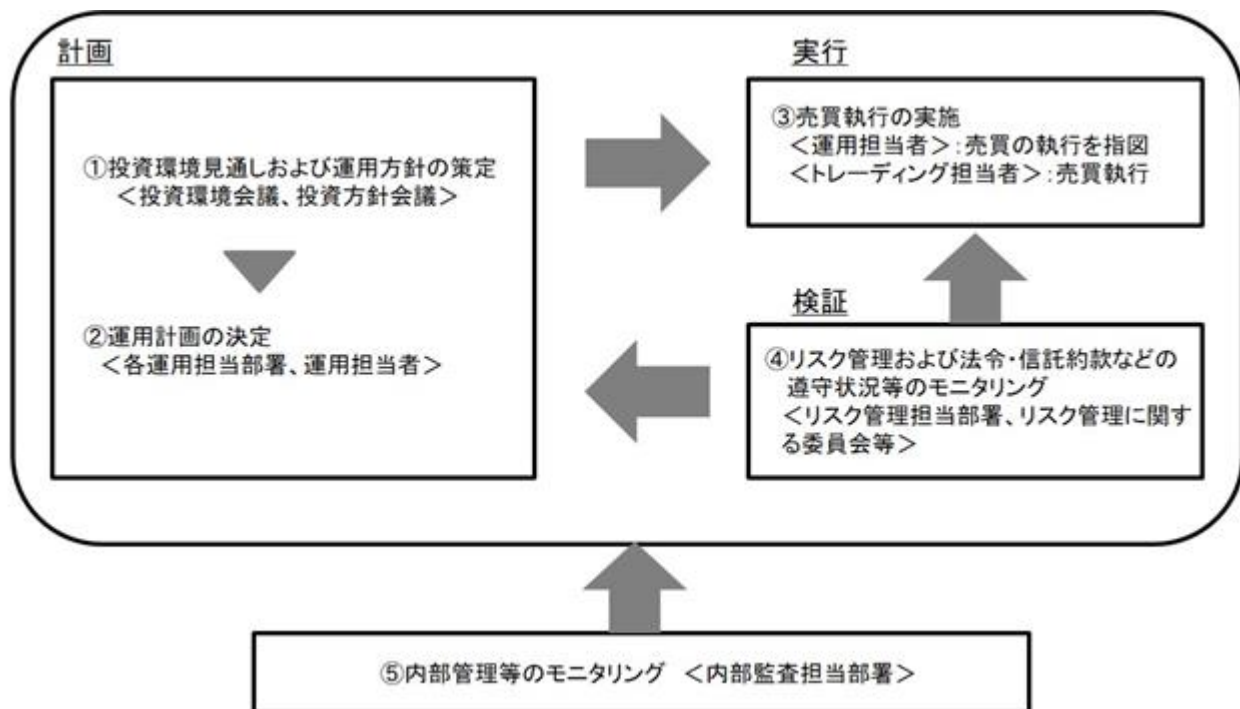 計画
①投資環境見通しおよび運用方針の策定
＜投資環境会議、投資方針会議＞
②運用計画の決定
＜各運用担当部署、運用担当者＞
実行
③売買執行の実施
＜運用担当者＞：売買の執行を指図
＜トレーディング担当者＞：売買執行
検証
④リスク管理および法令・信託約款などの
遵守状況等のモニタリング
＜リスク管理担当部署、リスク管理に関す
る委員会等＞
⑤内部管理等のモニタリング ＜内部監査担当部署＞